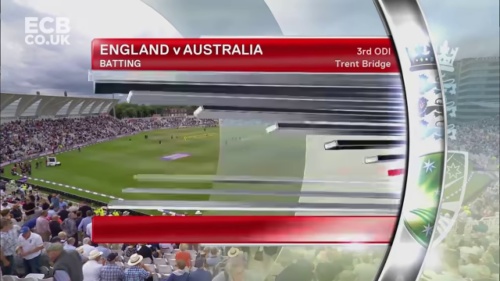 ECB
CO.UK
ENGLAND v AUSTRALIA
3rd ODI
BATTING
Trent Bridge